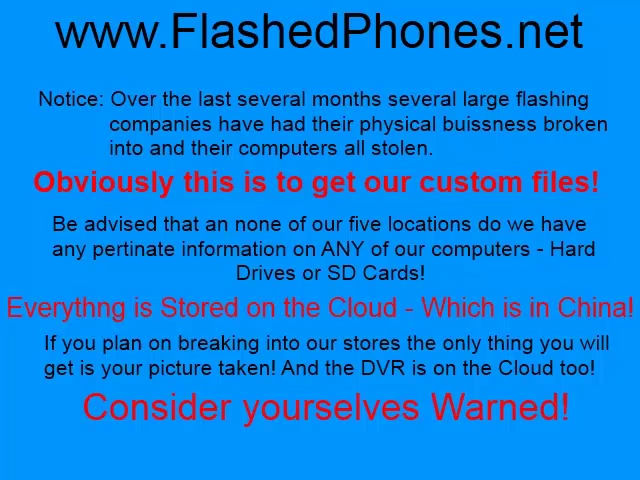 www.FlashedPhones.net
Notice: Over the last several months several large flashing
companies have had their physical buissness broken
into and their computers all stolen.
Obviously this is to get our custom files!
Be advised that an none of our five locations do we have
any pertinate information on ANY of our computers - Hard
Drives or SD Cards!
Everythng is Stored on the Cloud - Which is in China!
If you plan on breaking into our stores the only thing you will
get is your picture taken! And the DVR is on the Cloud too!
Consider yourselves Warned!